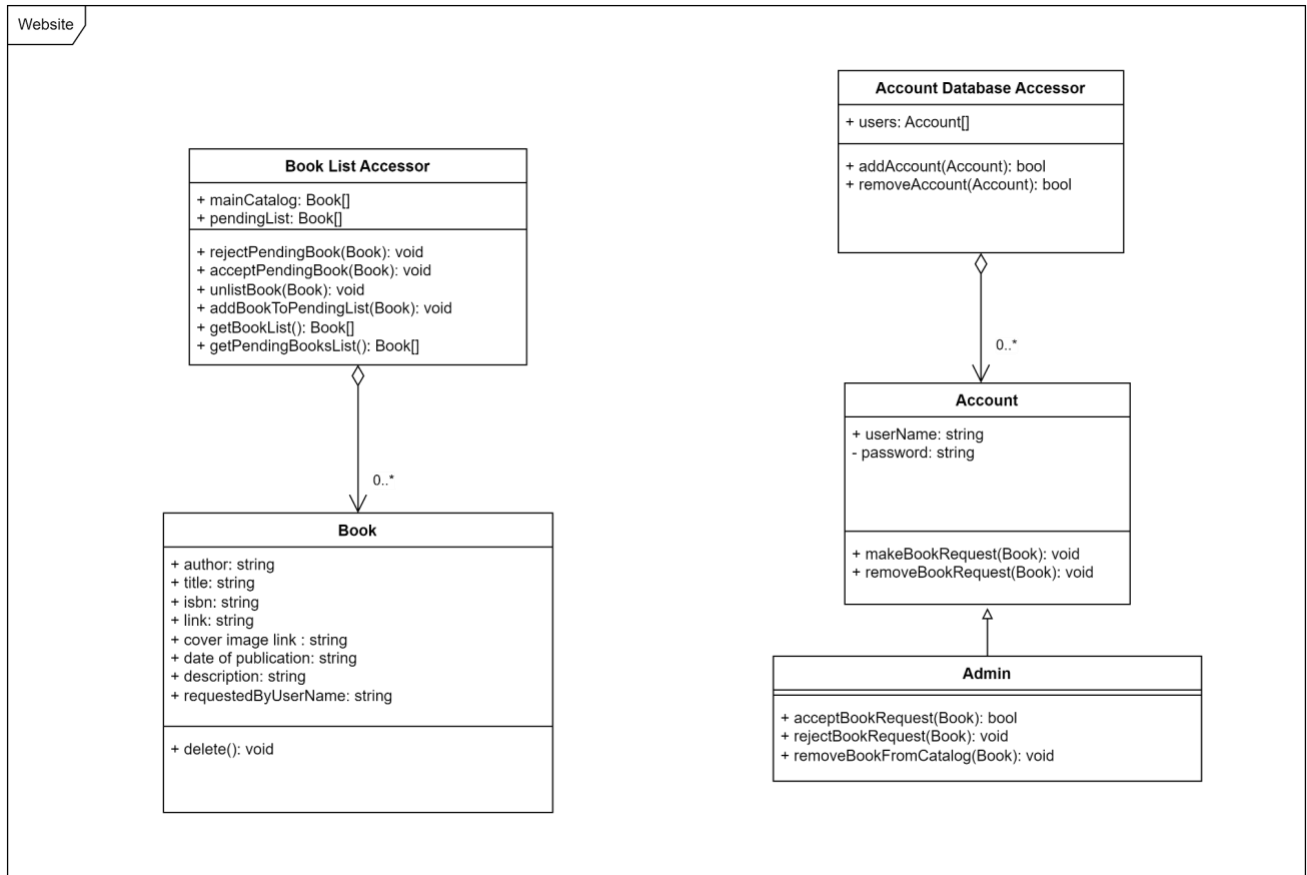 Website
Book List Accessor
+ mainCatalog: Book[]
+ pendingList: Book[]
+ rejectPendingBook(Book): void
+ acceptPendingBook(Book): void
+ unlistBook(Book): void
+ addBookToPendingList(Book): void
+ getBookList(): Book[]
+ getPendingBooksList(): Book[]
0..*
Book
+ author: string
+ title: string
+ isbn: string
+ link: string
+ cover image link : string
+ date of publication: string
+ description: string
+ requestedByUserName: string
+ delete(): void
Account Database Accessor
+ users: Account[]
+ addAccount(Account): bool
+ removeAccount(Account): bool
0..*
Account
+ userName: string
- password: string
+ makeBookRequest(Book): void
+ removeBookRequest(Book): void
Admin
+ acceptBookRequest(Book): bool
+ rejectBookRequest(Book): void
+ removeBookFromCatalog(Book): void